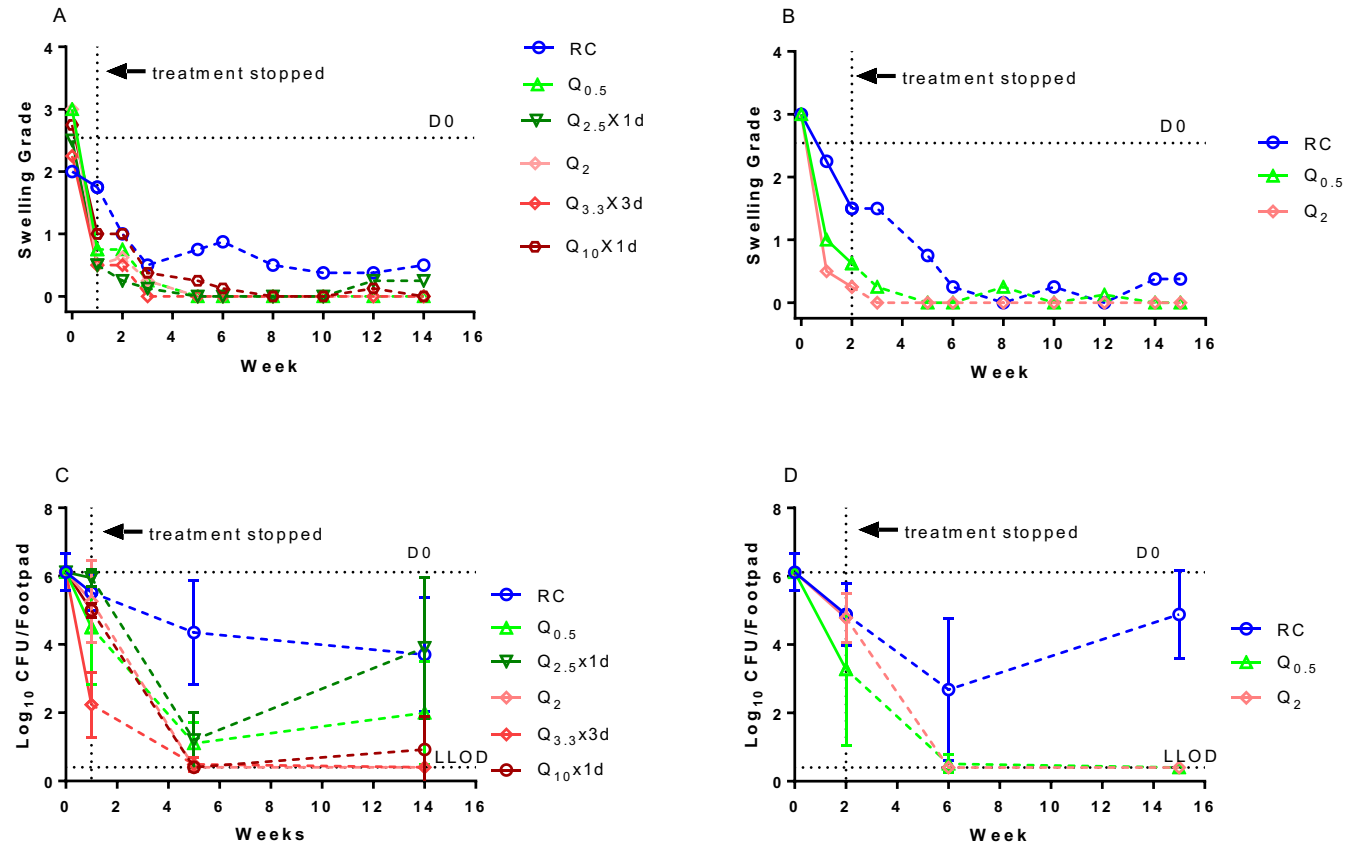 A
4
3
2
1
0
Swelling Grade
treatment stopped
D0
0 2 4 6 8 10 12 14 16
Week
RC
Q0.5
Q2.5X1d
Q2
Q3.3X3d
Q10X1d
B
4
3
2
1
0
Swelling Grade
treatment stopped
D0
0 2 4 6 8 10 12 14 16
Week
RC
Q0.5
Q2
C
8
6
4
2
0
Log10 CFU/Footpad
treatment stopped
D0
LLOD
0 2 4 6 8 10 12 14 16
Weeks
RC
Q0.5
Q2.5x1d
Q2
Q3.3x3d
Q10x1d
D
8
6
4
2
0
Log10 CFU/Footpad
treatment stopped
D0
LLOD
0 2 4 6 8 10 12 14 16
Week
RC
Q0.5
Q2